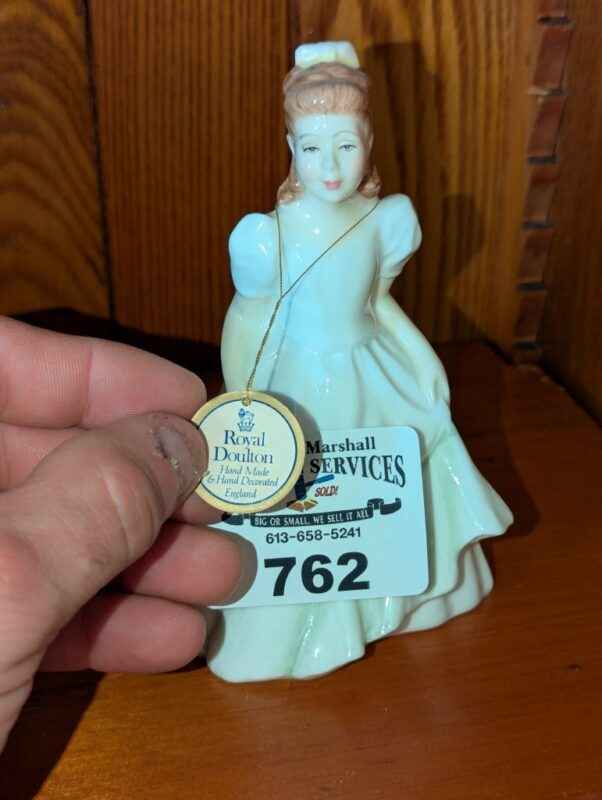 Royal
Doulton
Hand Made
& Hand Decorated
England
Marshall
SERVICES
SOLD!
BIG OR SMALL, WE SELL IT ALL
613-658-5241
762